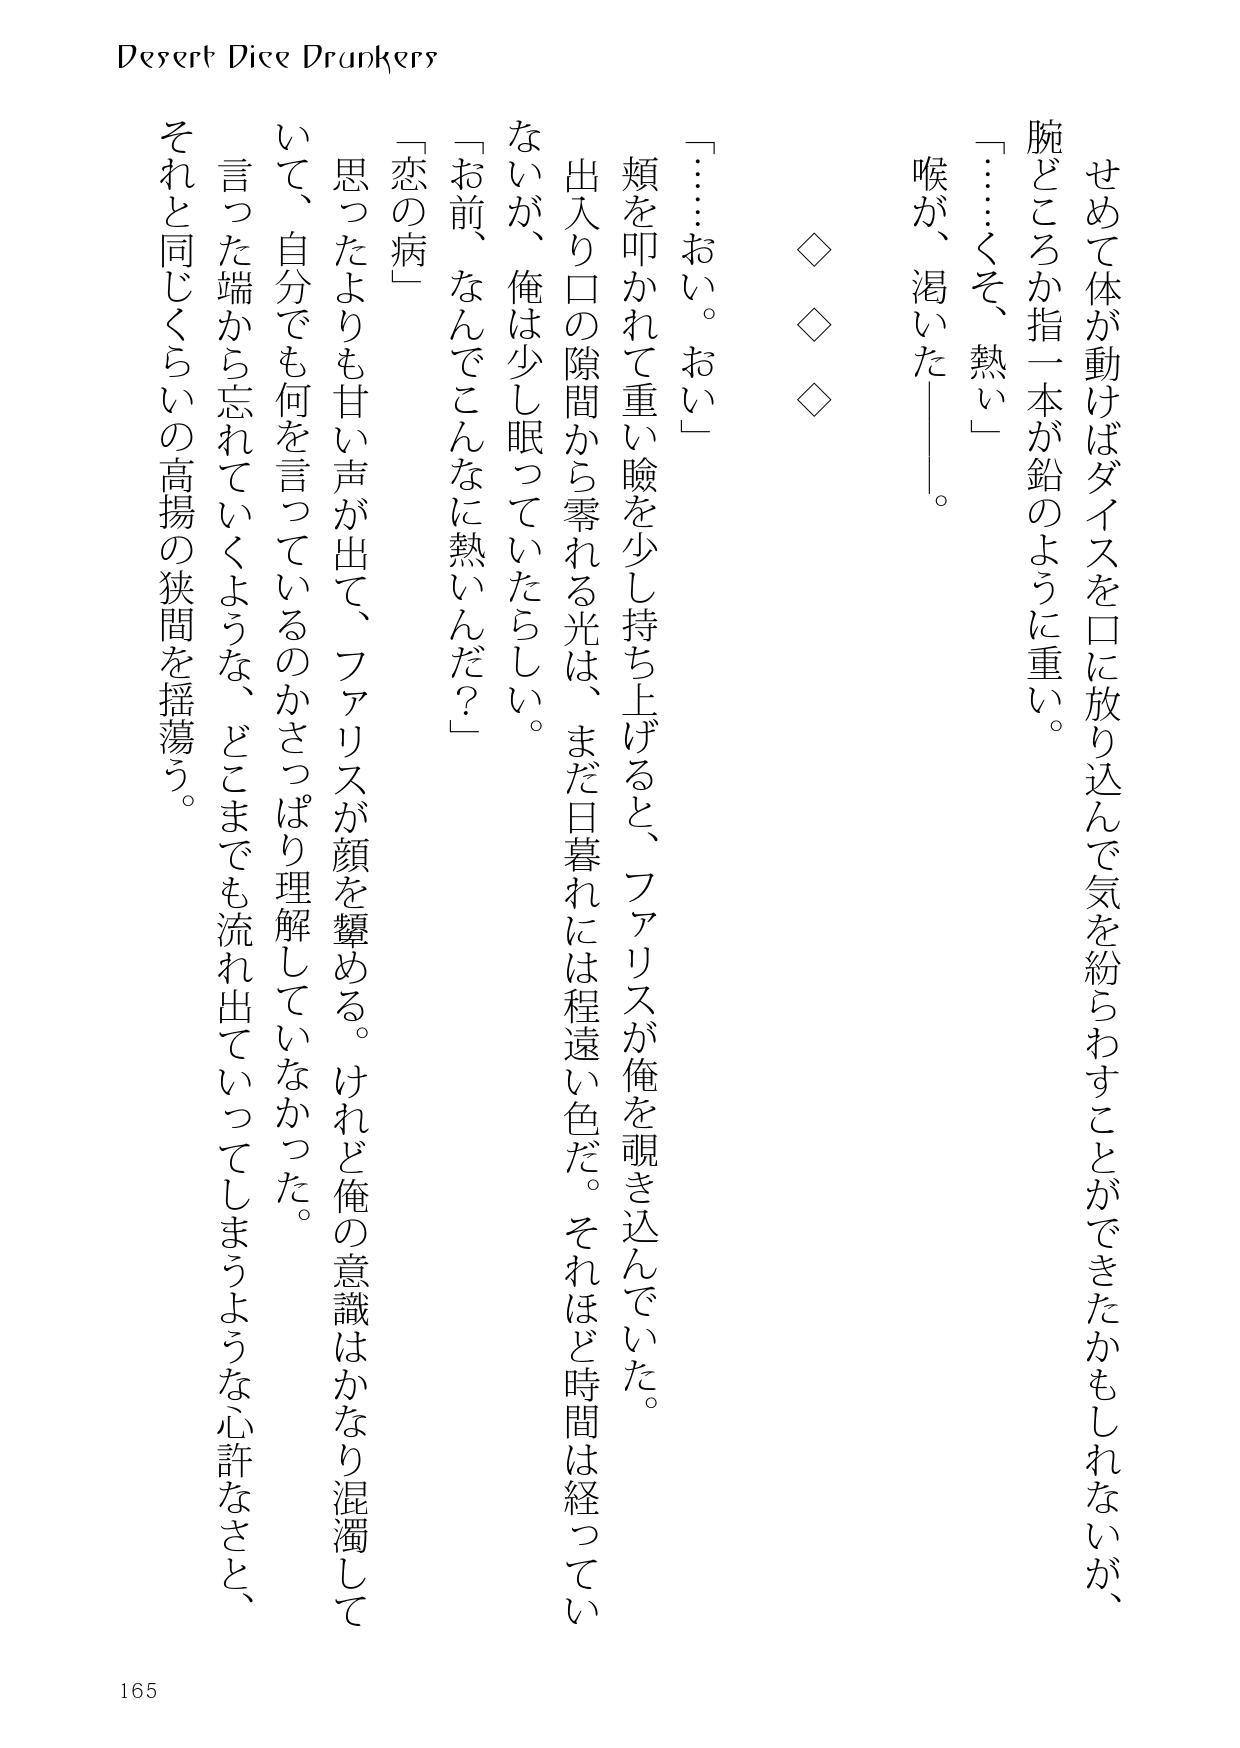 Desert Dice Drunkers
　せめて体が動けばダイスを口に放り込んで気を紛らわすことができたかもしれないが、
腕どころか指一本が鉛のように重い。
「……くそ、熱い」
　喉が、渇いた―――。
◇　◇　◇
「……おい。おい」
　頬を叩かれて重い瞼を少し持ち上げると、ファリスが俺を覗き込んでいた。
　出入り口の隙間から零れる光は、まだ日暮れには程遠い色だ。それほど時間は経ってい
ないが、俺は少し眠っていたらしい。
「お前、なんでこんなに熱いんだ？」
「恋の病」
　思ったよりも甘い声が出て、ファリスが顔を顰める。けれど俺の意識はかなり混濁して
いて、自分でも何を言っているのかさっぱり理解していなかった。
　言った端から忘れていくような、どこまでも流れ出ていってしまうような心許なさと、
それと同じくらいの高揚の狭間を揺蕩う。
165